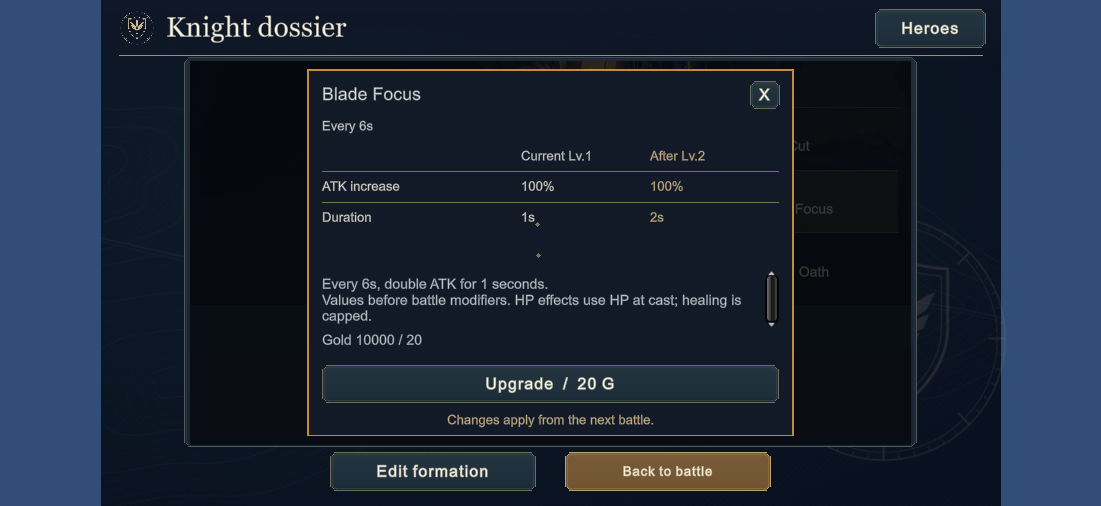 Knight dossier
Heroes
Blade Focus
X
Every 6s
Current Lv.1 After Lv.2
ATK increase 100% 100%
Duration 1s 2s
Every 6s, double ATK for 1 seconds.
Values before battle modifiers. HP effects use HP at cast; healing is
capped.
Gold 10000 / 20
Upgrade / 20 G
Changes apply from the next battle.
Focus
Oath
Edit formation
Back to battle